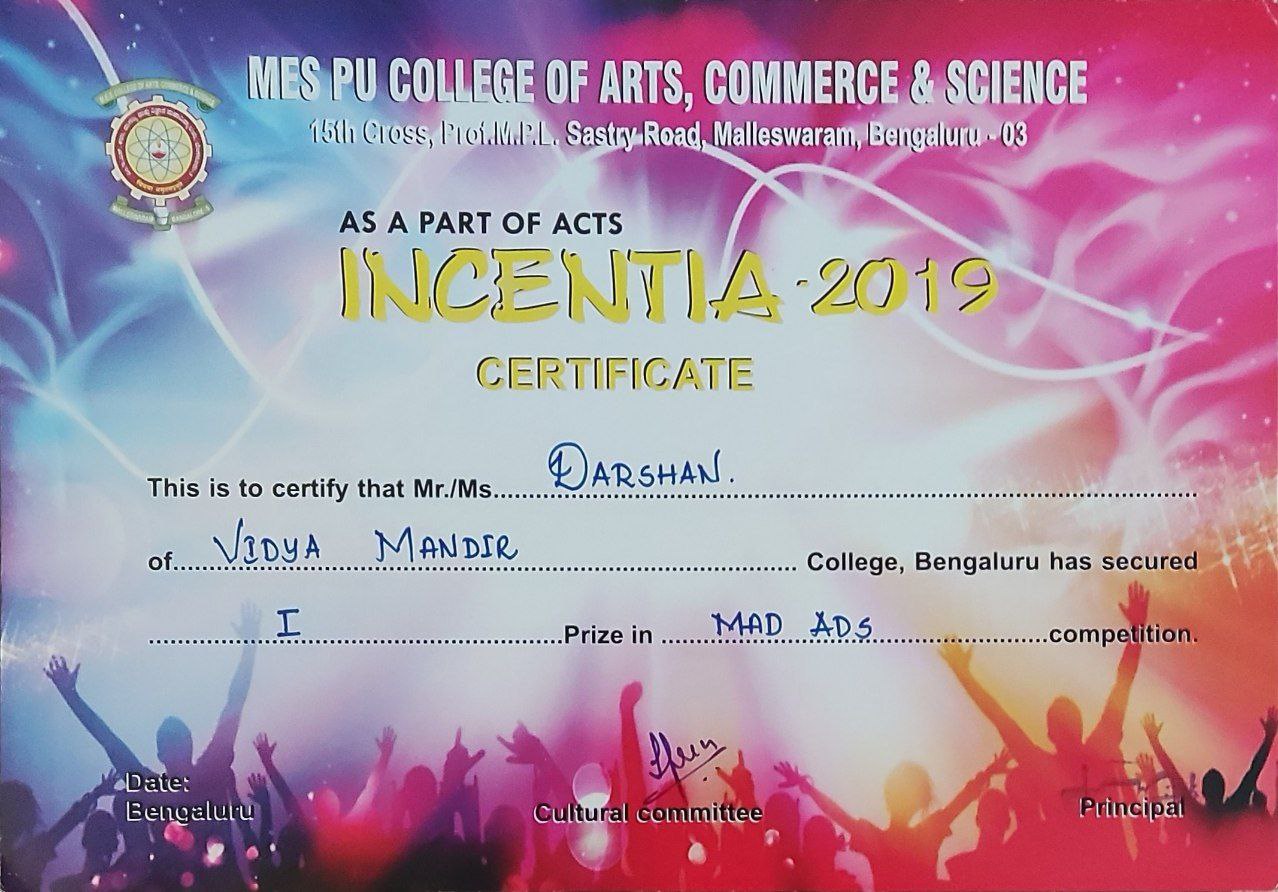 MES PU COLLEGE OF ARTS, COMMERCE & SCIENCE
15th Cross, Prof.M.P.L. Sastry Road, Malleswaram, Bengaluru - 03
AS A PART OF ACTS
INCENTIA - 2019
CERTIFICATE
This is to certify that Mr./Ms. DARSHAN.
of VIDYA MANDIR College, Bengaluru has secured
I Prize in MAD ADS competition.
Date:
Bengaluru
Cultural committee
Principal